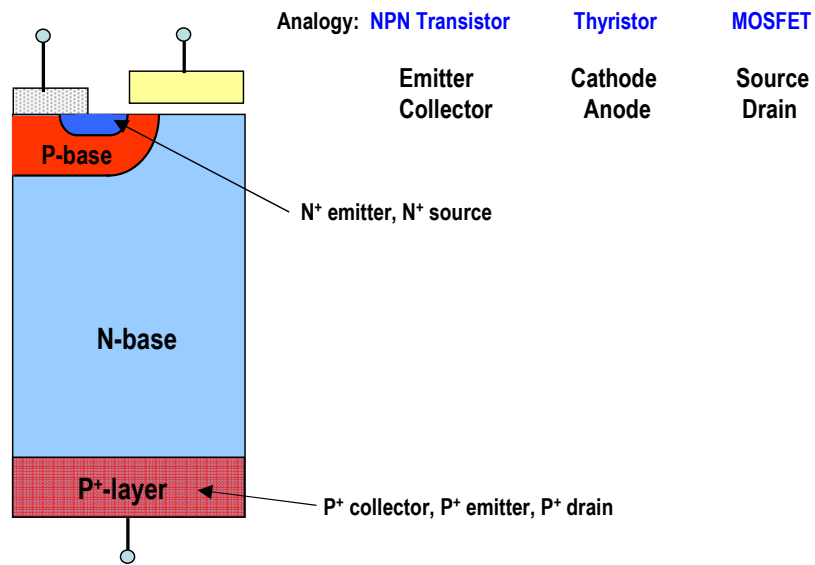 Analogy: NPN Transistor Thyristor MOSFET
Emitter Cathode Source
Collector Anode Drain
P-base
N⁺ emitter, N⁺ source
N-base
P⁺-layer
P⁺ collector, P⁺ emitter, P⁺ drain